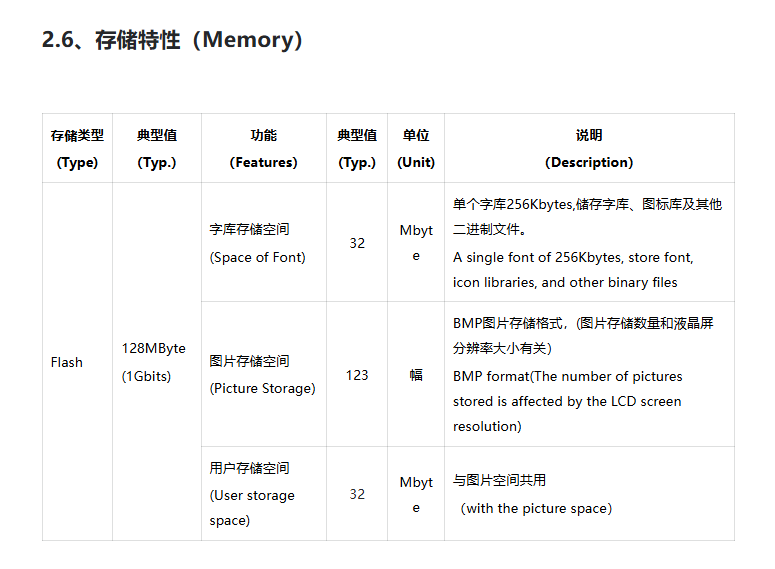 2.6、存储特性（Memory）
存储类型
(Type)
典型值
(Typ.)
功能
(Features)
典型值
(Typ.)
单位
(Unit)
说明
(Description)
Flash
128MByte
(1Gbits)
字库存储空间
(Space of Font)
32
Mbyt
e
单个字库256Kbytes,储存字库、图标库及其他
二进制文件。
A single font of 256Kbytes, store font,
icon libraries, and other binary files
图片存储空间
(Picture Storage)
123
幅
BMP图片存储格式，(图片存储数量和液晶屏
分辨率大小有关)
BMP format(The number of pictures
stored is affected by the LCD screen
resolution)
用户存储空间
(User storage
space)
32
Mbyt
e
与图片空间共用
（with the picture space）